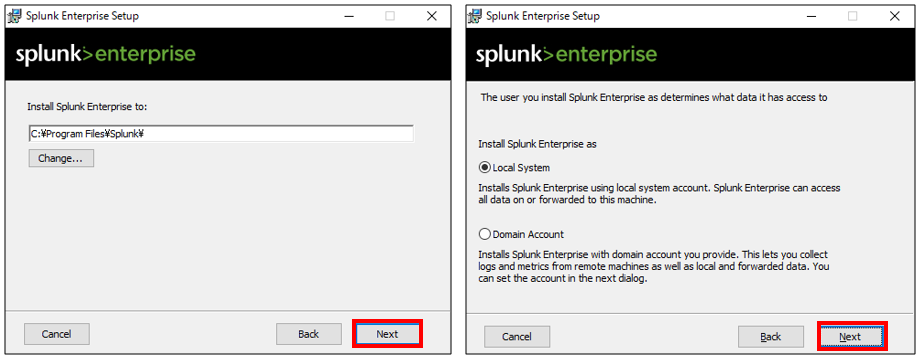 Splunk Enterprise Setup
splunk>enterprise
Install Splunk Enterprise to:
C:¥Program Files¥Splunk¥
Change...
Cancel
Back
Next
Splunk Enterprise Setup
splunk>enterprise
The user you install Splunk Enterprise as determines what data it has access to
Install Splunk Enterprise as
Local System
Installs Splunk Enterprise using local system account. Splunk Enterprise can access
all data on or forwarded to this machine.
Domain Account
Installs Splunk Enterprise with domain account you provide. This lets you collect
logs and metrics from remote machines as well as local and forwarded data. You
can set the account in the next dialog.
Cancel
Back
Next